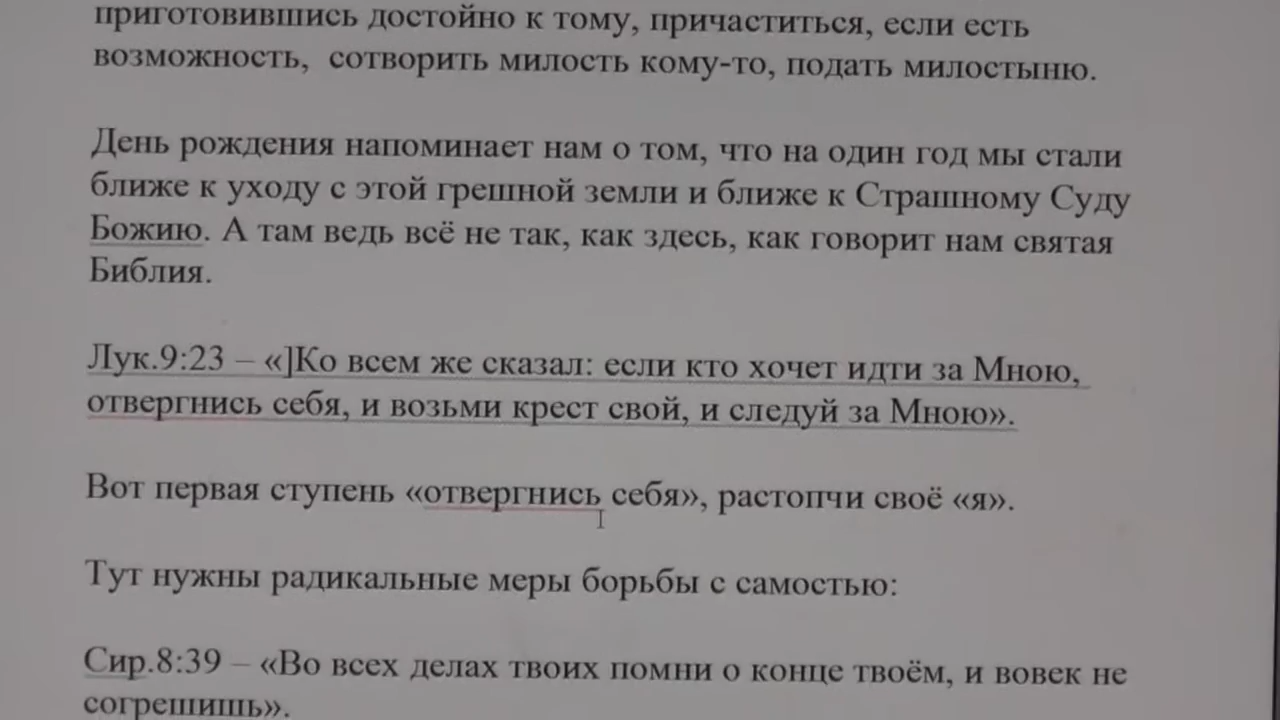 приготовившись достойно к тому, причаститься, если есть
возможность, сотворить милость кому-то, подать милостыню.
День рождения напоминает нам о том, что на один год мы стали
ближе к уходу с этой грешной земли и ближе к Страшному Суду
Божию. А там ведь всё не так, как здесь, как говорит нам святая
Библия.
Лук.9:23 – «]Ко всем же сказал: если кто хочет идти за Мною,
отвергнись себя, и возьми крест свой, и следуй за Мною».
Вот первая ступень «отвергнись себя», растопчи своё «я».
Тут нужны радикальные меры борьбы с самостью:
Сир.8:39 – «Во всех делах твоих помни о конце твоём, и вовек не
согрешишь».